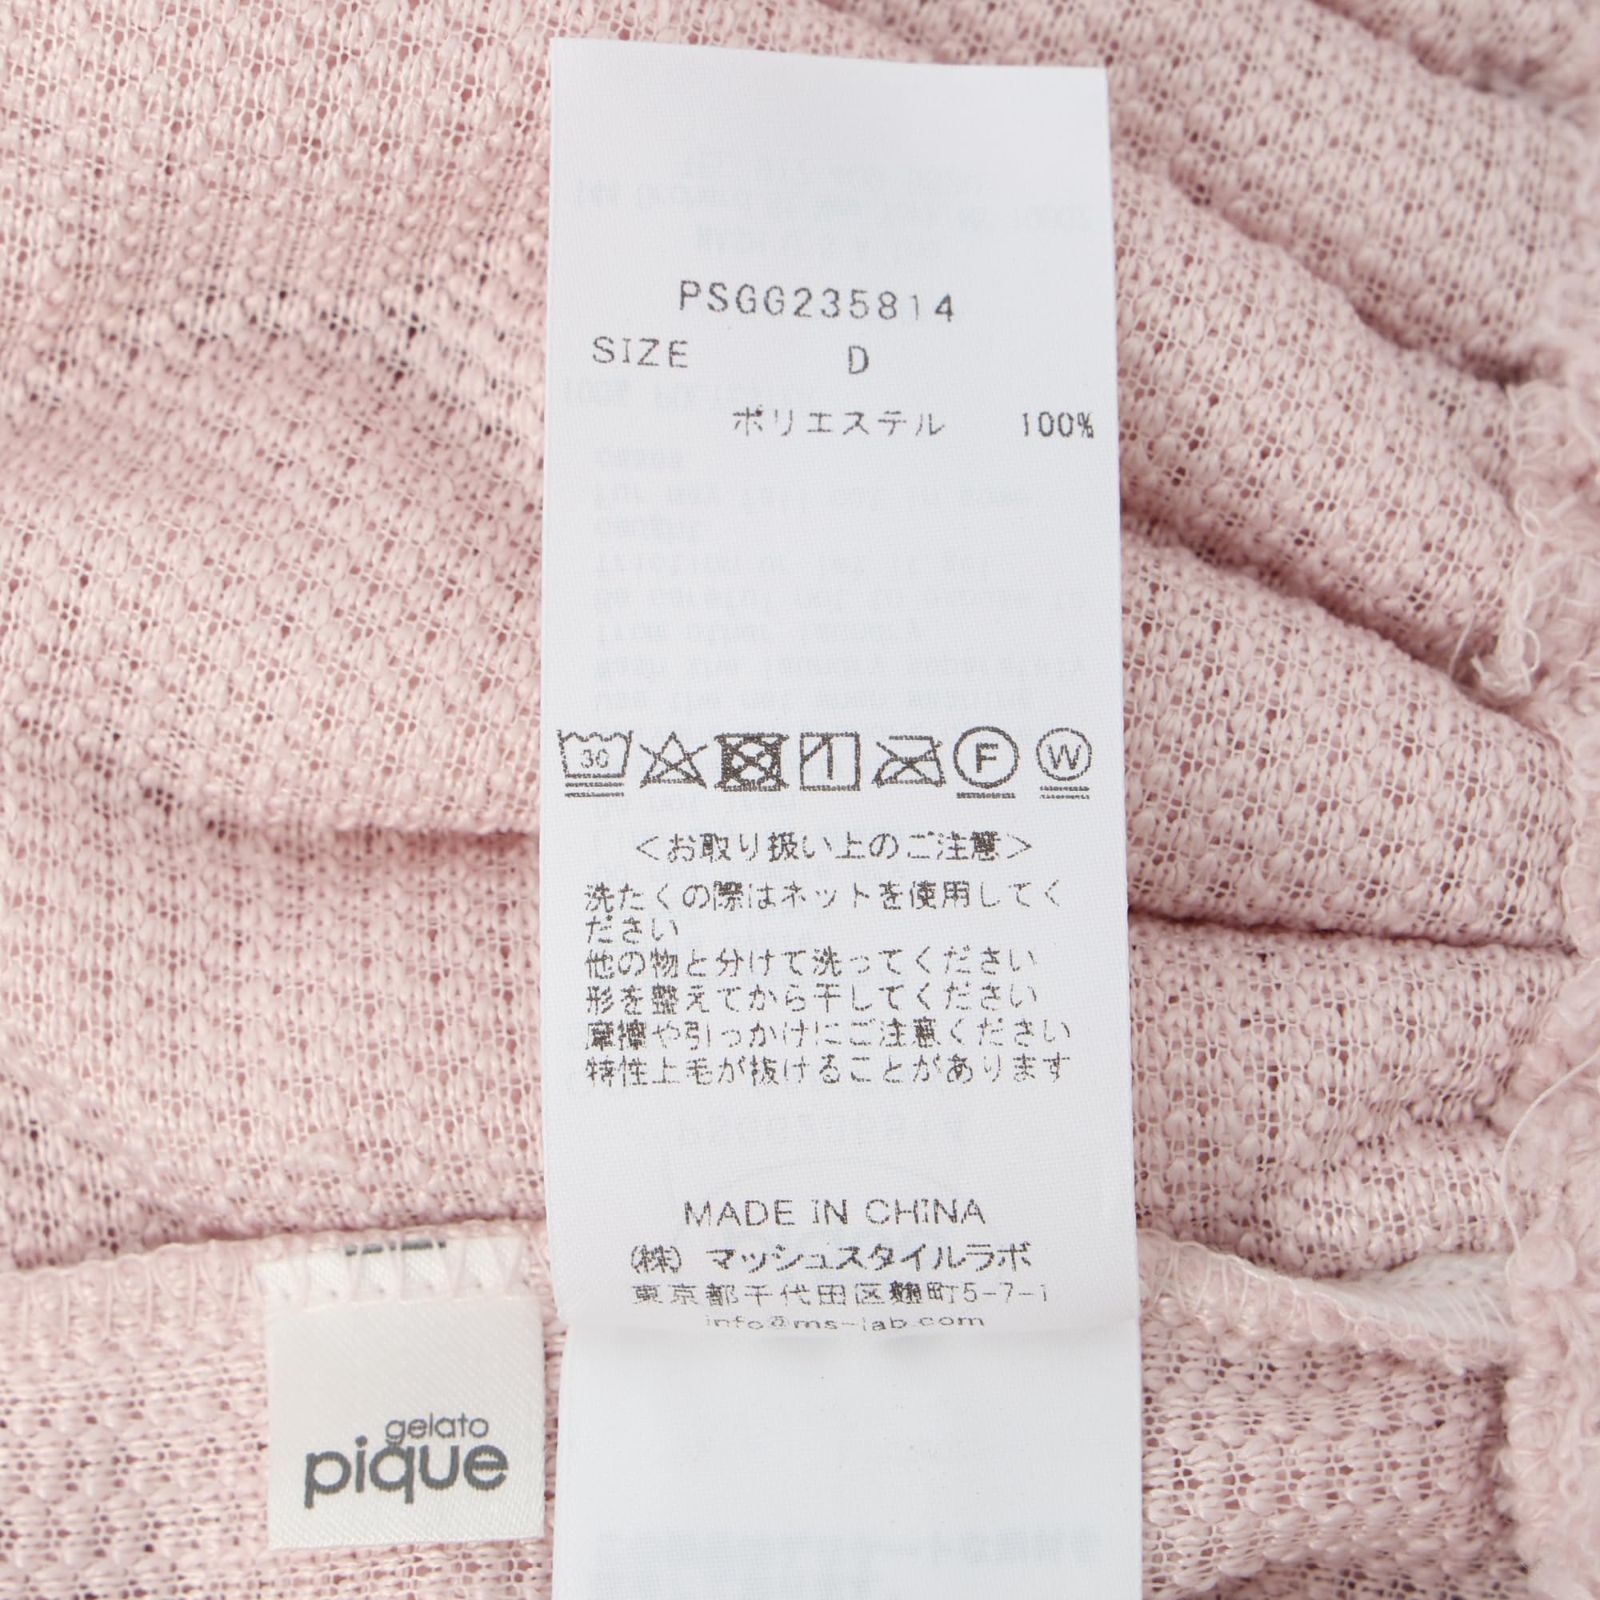 PSGG235814
SIZE D
ポリエステル 100%
30
F
W
＜お取り扱い上のご注意＞
洗たくの際はネットを使用してく
ださい
他の物と分けて洗ってください
形を整えてから干してください
摩擦や引っかけにご注意ください
特性上毛が抜けることがあります
MADE IN CHINA
(株) マッシュスタイルラボ
東京都千代田区麹町5-7-1
info@ms-lab.com
gelato
pique